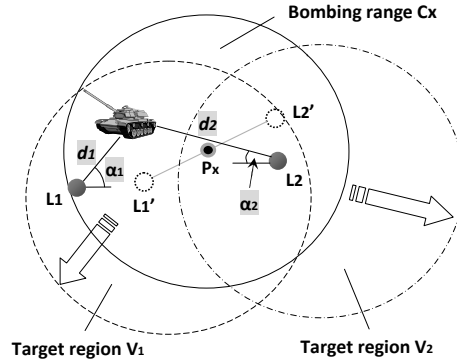 Bombing range Cx
L2'
d2
d1
Px
α1
L2
L1
L1'
α2
Target region V1
Target region V2